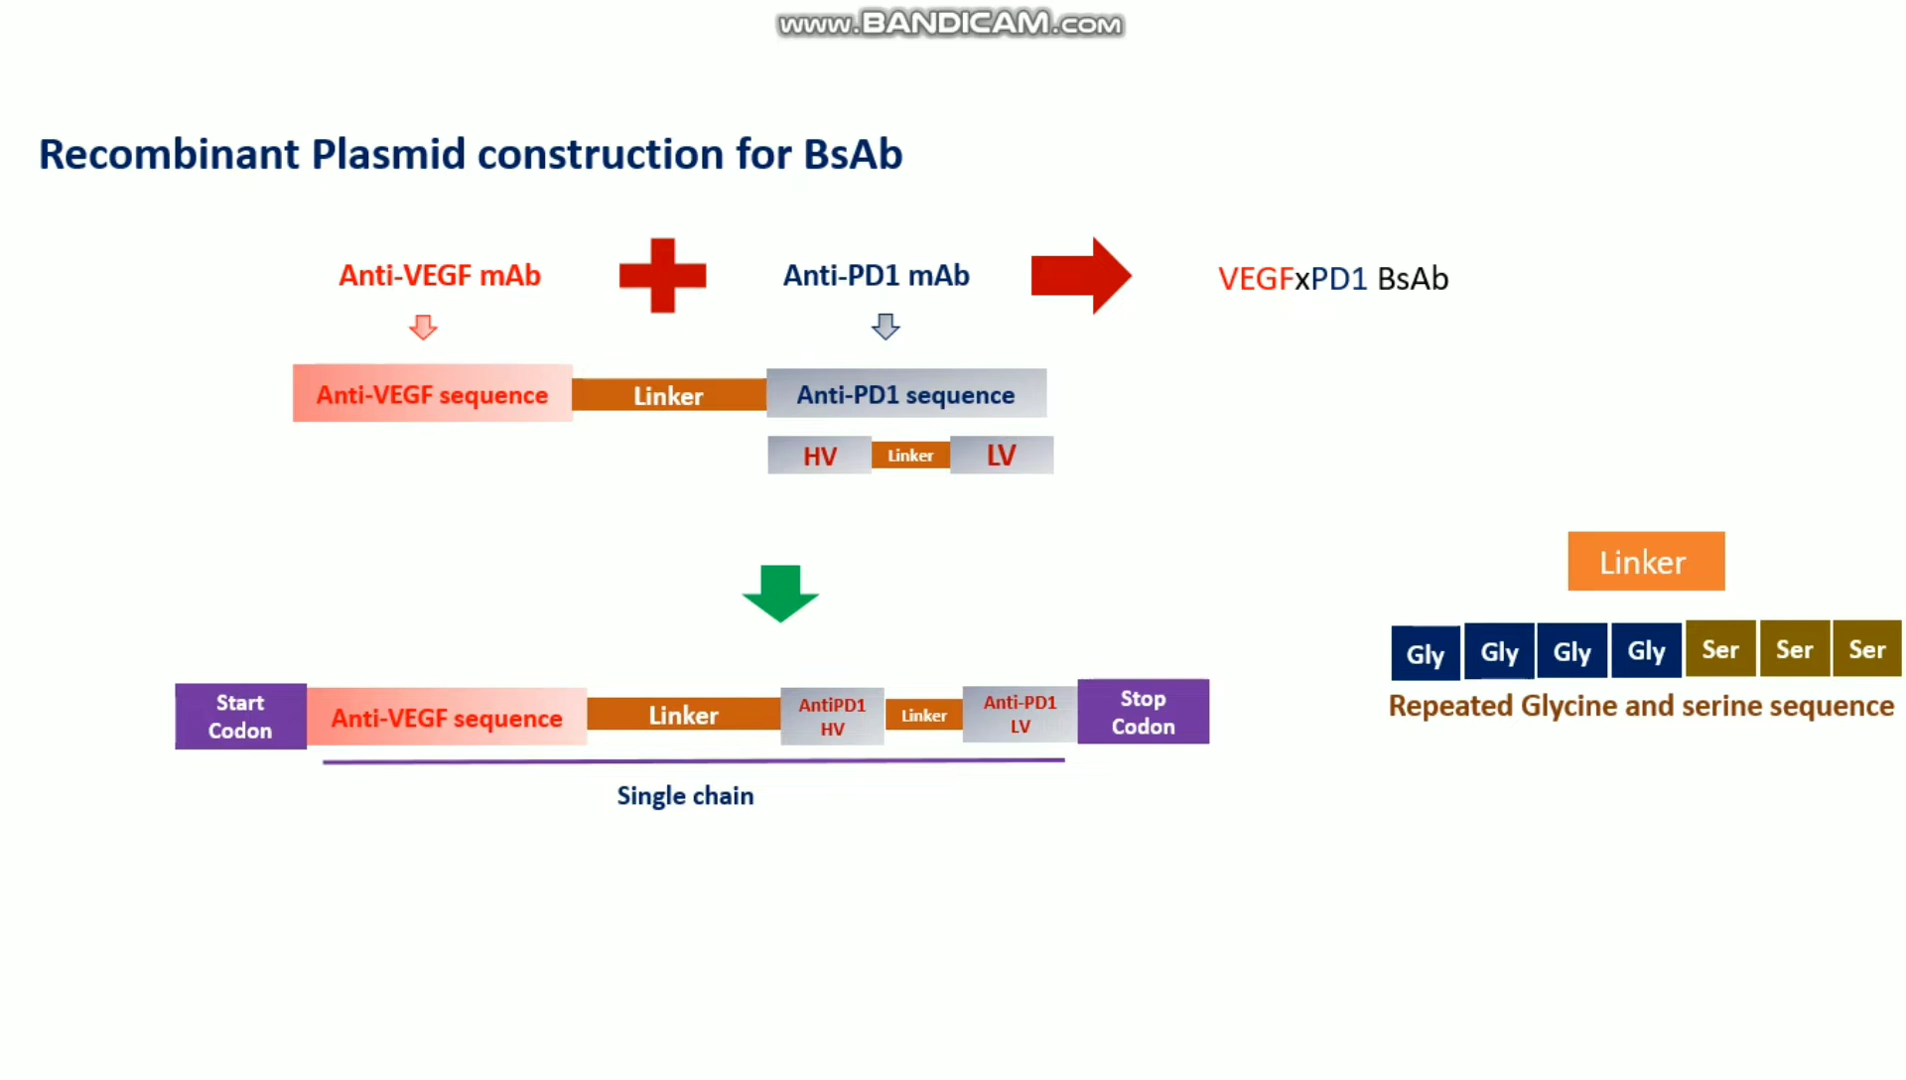 www.BANDICAM.com
Recombinant Plasmid construction for BsAb
Anti-VEGF mAb
Anti-PD1 mAb
VEGFxPD1 BsAb
Anti-VEGF sequence
Linker
Anti-PD1 sequence
HV
Linker
LV
Linker
Gly Gly Gly Gly Ser Ser Ser
Repeated Glycine and serine sequence
Start
Codon
Anti-VEGF sequence
Linker
AntiPD1
HV
Linker
Anti-PD1
LV
Stop
Codon
Single chain